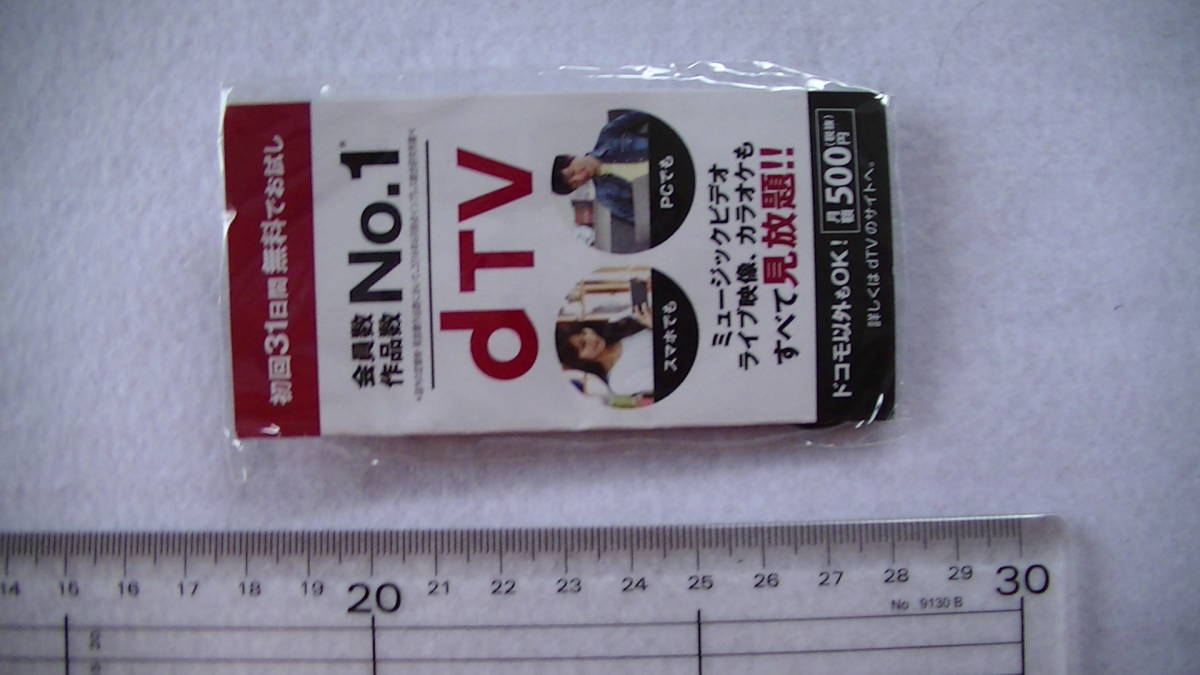 初回31日間 無料でお試し
会員数
作品数 No.1*
dTV
スマホでも
PCでも
ミュージックビデオ
ライブ映像、カラオケも
すべて見放題!!
ドコモ以外もOK! 月額500円(税抜)
詳しくは dTV のサイトへ。
14 15 16 17 18 19 20 21 22 23 24 25 26 27 28 29 30
No 9130 B